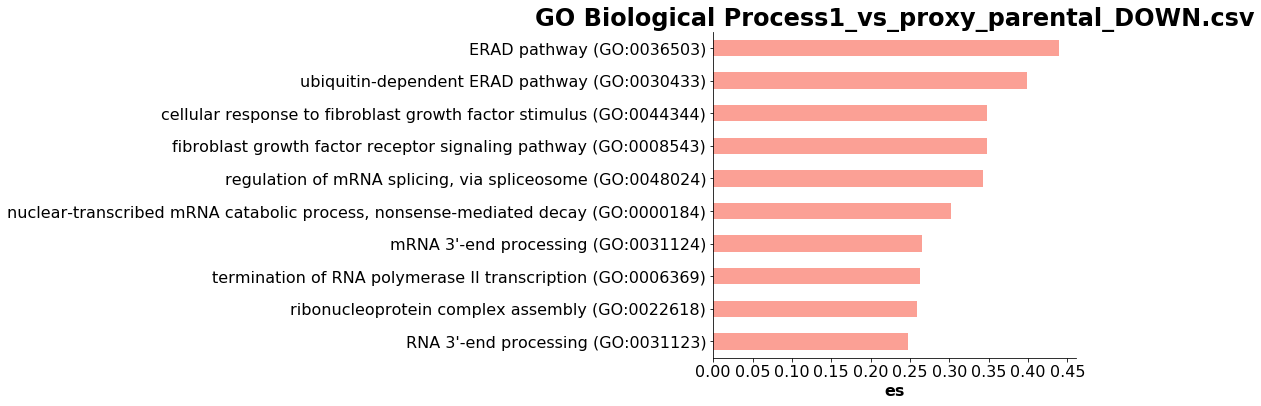 GO Biological Process1_vs_proxy_parental_DOWN.csv
ERAD pathway (GO:0036503)
ubiquitin-dependent ERAD pathway (GO:0030433)
cellular response to fibroblast growth factor stimulus (GO:0044344)
fibroblast growth factor receptor signaling pathway (GO:0008543)
regulation of mRNA splicing, via spliceosome (GO:0048024)
nuclear-transcribed mRNA catabolic process, nonsense-mediated decay (GO:0000184)
mRNA 3'-end processing (GO:0031124)
termination of RNA polymerase II transcription (GO:0006369)
ribonucleoprotein complex assembly (GO:0022618)
RNA 3'-end processing (GO:0031123)
0.00 0.05 0.10 0.15 0.20 0.25 0.30 0.35 0.40 0.45
es